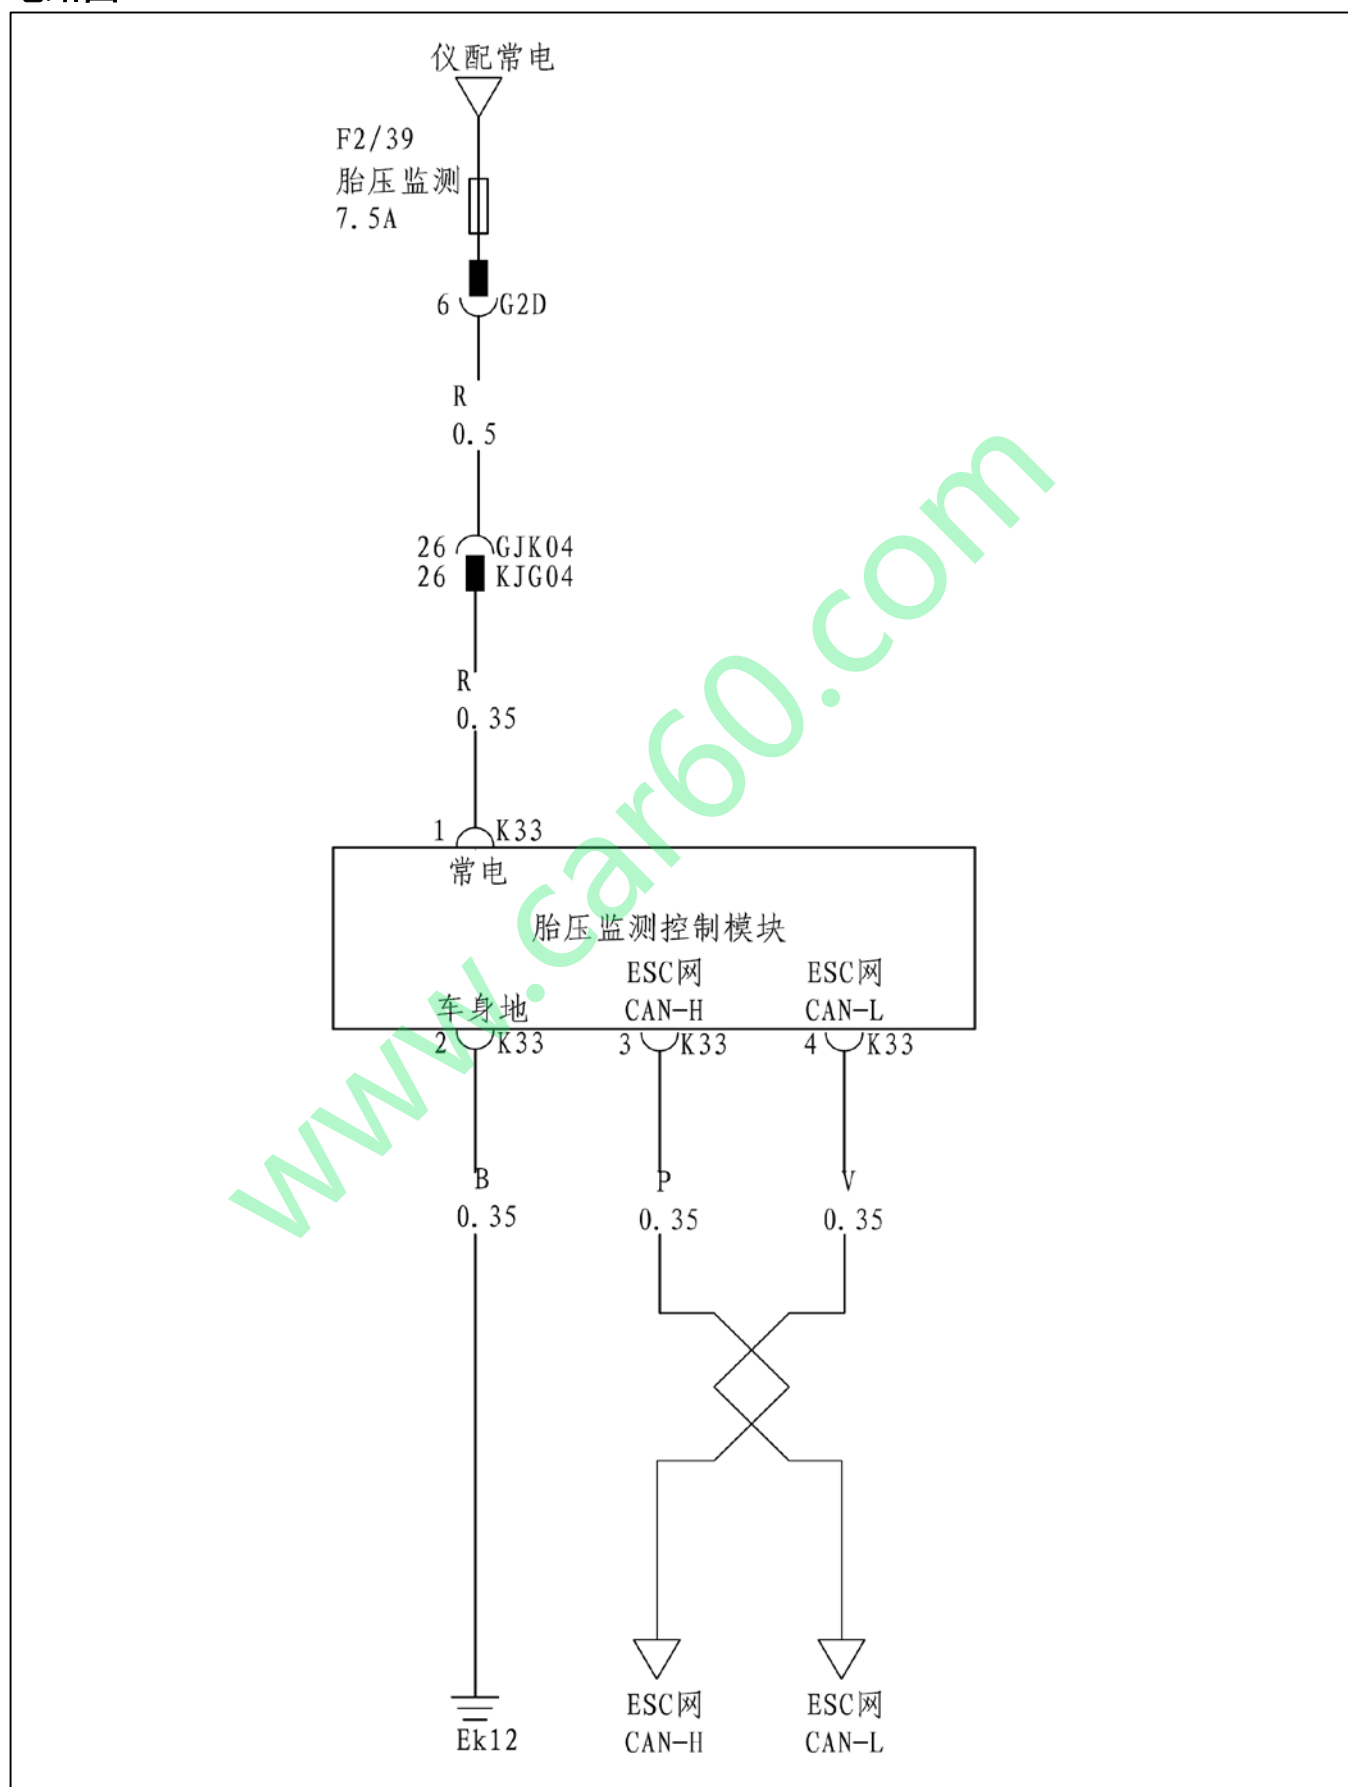 仪配常电
F2/39
胎压监测
7.5A
6 G2D
R
0.5
26 GJK04
26 KJG04
R
0.35
1 K33
常电
胎压监测控制模块
ESC网 ESC网
车身地 CAN-H CAN-L
2 K33 3 K33 4 K33
B P V
0.35 0.35 0.35
ESC网 ESC网
Ek12 CAN-H CAN-L
www.car60.com